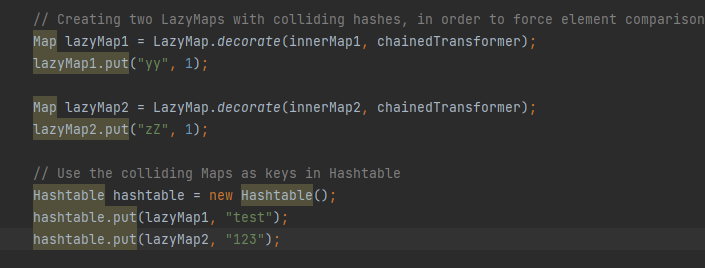 // Creating two LazyMaps with colliding hashes, in order to force element comparison
Map lazyMap1 = LazyMap.decorate(innerMap1, chainedTransformer);
lazyMap1.put("yy", 1);
Map lazyMap2 = LazyMap.decorate(innerMap2, chainedTransformer);
lazyMap2.put("zZ", 1);
// Use the colliding Maps as keys in Hashtable
Hashtable hashtable = new Hashtable();
hashtable.put(lazyMap1, "test");
hashtable.put(lazyMap2, "123");